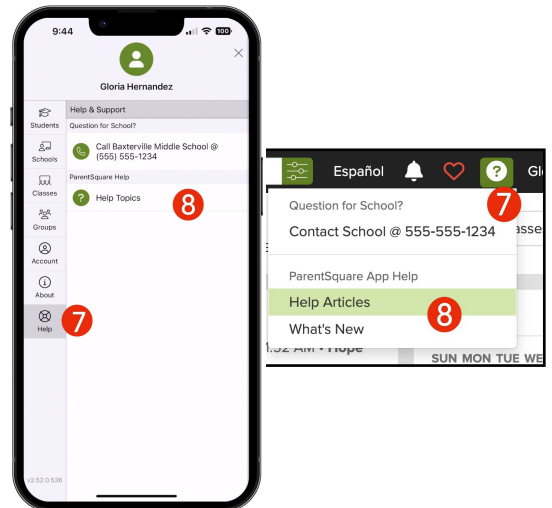 9:44
100
Gloria Hernandez
Students
Schools
Classes
Groups
Account
About
Help
7
Help & Support
Question for School?
Call Baxterville Middle School @
(555) 555-1234
ParentSquare Help
? Help Topics
8
v2.52.0.536
Español ? Gl
7
Question for School?
Contact School @ 555-555-1234
ParentSquare App Help
Help Articles
8
What's New
SUN MON TUE WE